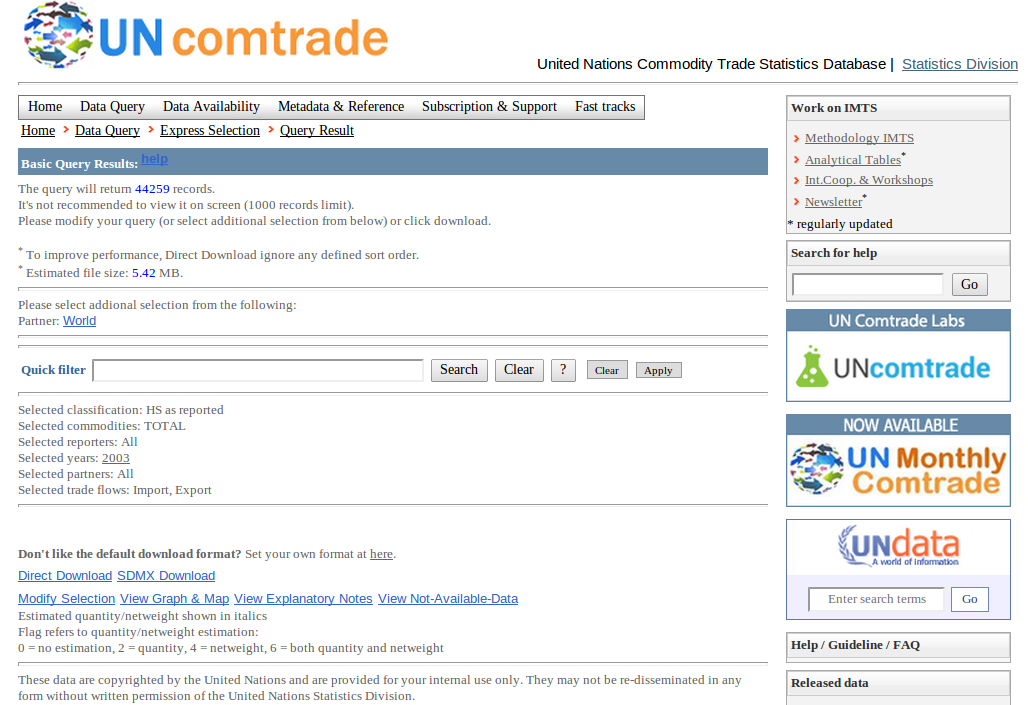 UN comtrade
United Nations Commodity Trade Statistics Database | Statistics Division
Home Data Query Data Availability Metadata & Reference Subscription & Support Fast tracks
Home Data Query Express Selection Query Result
Basic Query Results: help
The query will return 44259 records.
It's not recommended to view it on screen (1000 records limit).
Please modify your query (or select additional selection from below) or click download.
* To improve performance, Direct Download ignore any defined sort order.
* Estimated file size: 5.42 MB.
Please select addional selection from the following:
Partner: World
Quick filter Search Clear ? Clear Apply
Selected classification: HS as reported
Selected commodities: TOTAL
Selected reporters: All
Selected years: 2003
Selected partners: All
Selected trade flows: Import, Export
Don't like the default download format? Set your own format at here.
Direct Download SDMX Download
Modify Selection View Graph & Map View Explanatory Notes View Not-Available-Data
Estimated quantity/netweight shown in italics
Flag refers to quantity/netweight estimation:
0 = no estimation, 2 = quantity, 4 = netweight, 6 = both quantity and netweight
These data are copyrighted by the United Nations and are provided for your internal use only. They may not be re-disseminated in any
form without written permission of the United Nations Statistics Division.
Work on IMTS
Methodology IMTS
Analytical Tables*
Int.Coop. & Workshops
Newsletter*
* regularly updated
Search for help
Go
UN Comtrade Labs
UNcomtrade
NOW AVAILABLE
UN Monthly
Comtrade
UNdata
A world of information
Enter search terms Go
Help / Guideline / FAQ
Released data